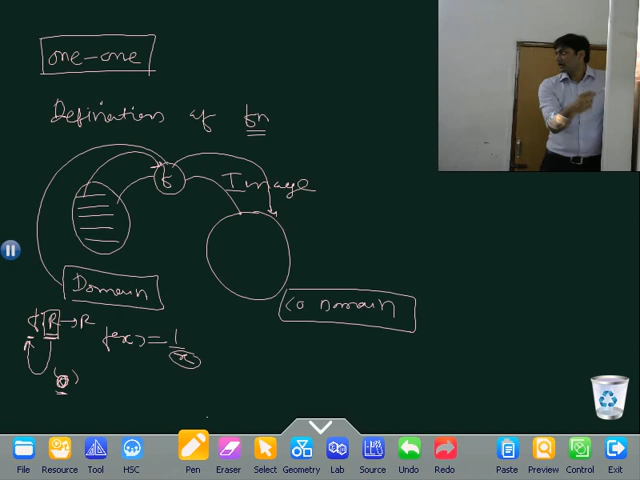 one-one
Definations of fn
f
Image
Domain
Co Domain
f: R→R f(x) = 1/x
(0)
File Resource Tool HSC Pen Eraser Select Geometry Lab Source Undo Redo Paste Preview Control Exit